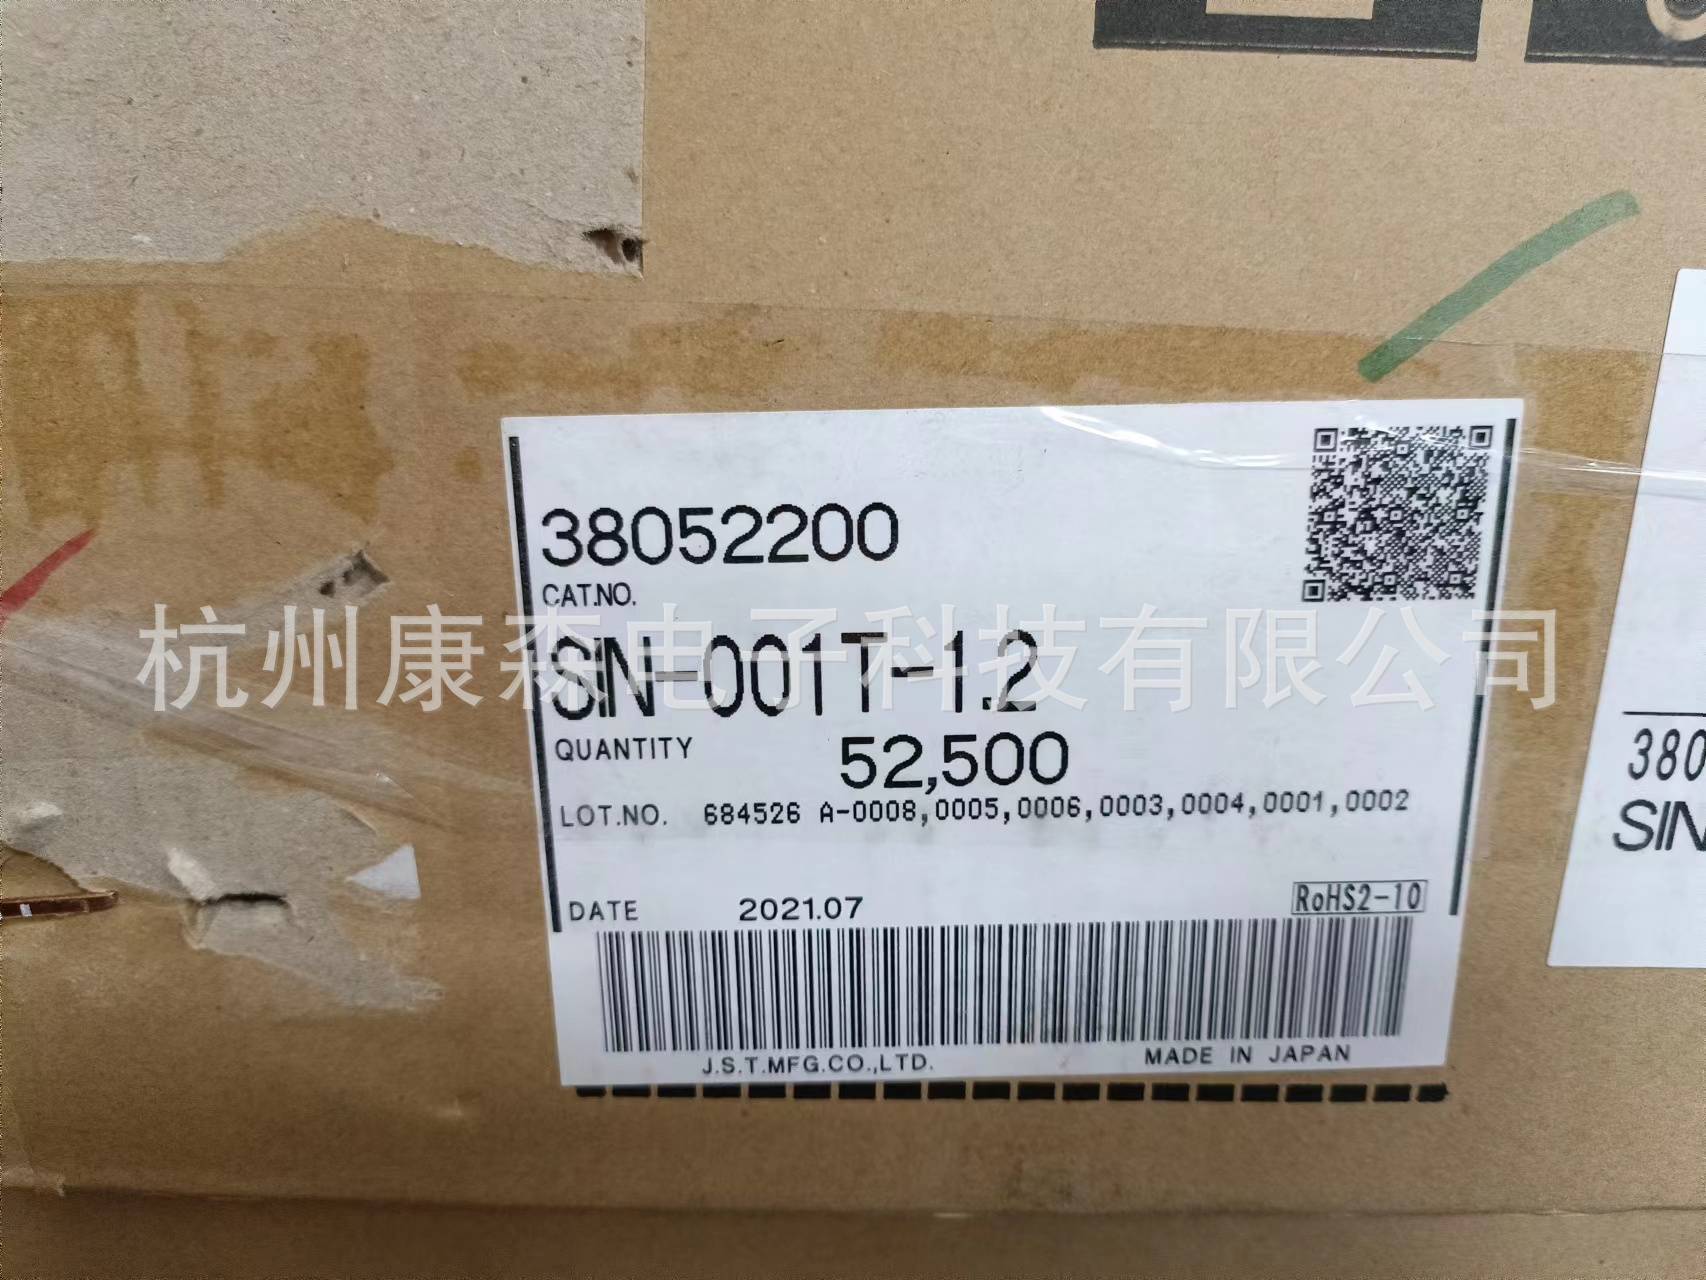 38052200
CAT.NO.
SIN-001T-1.2
杭州康森电子科技有限公司
QUANTITY 52,500
LOT.NO. 684526 A-0008,0005,0006,0003,0004,0001,0002
DATE 2021.07
RoHS2-10
J.S.T.MFG.CO.,LTD. MADE IN JAPAN
380
SIN